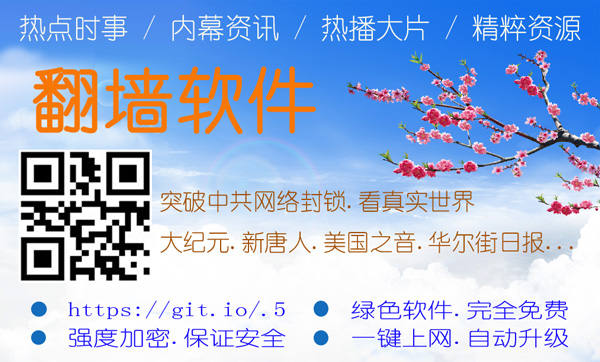 热点时事 / 内幕资讯 / 热播大片 / 精粹资源
翻墙软件
突破中共网络封锁.看真实世界
大纪元.新唐人.美国之音.华尔街日报...
● https://git.io/.5 ● 绿色软件.完全免费
● 强度加密.保证安全 ● 一键上网.自动升级